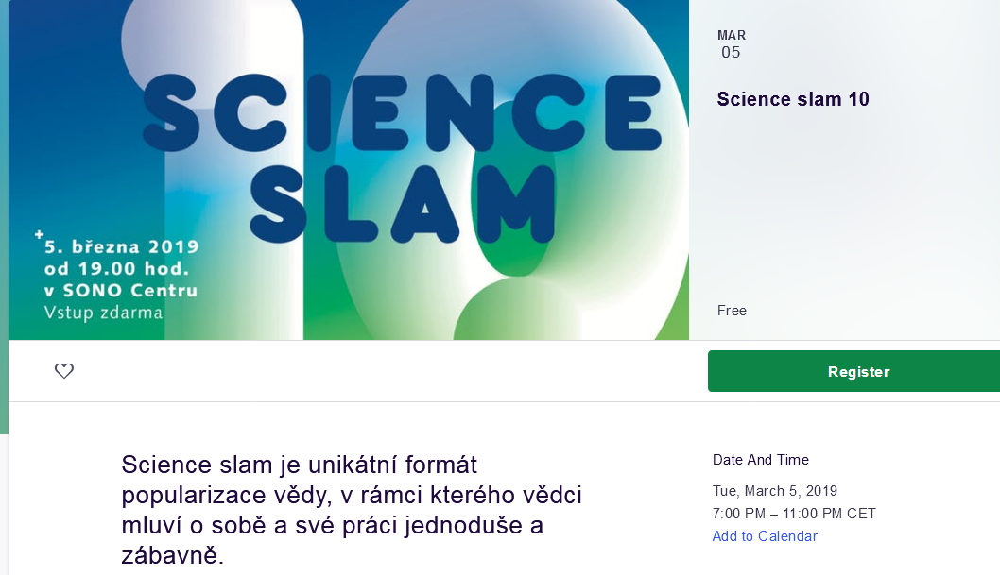 SCIENCE
SLAM
5. března 2019
od 19.00 hod.
v SONO Centru
Vstup zdarma
MAR
05
Science slam 10
Free
Register
Science slam je unikátní formát
popularizace vědy, v rámci kterého vědci
mluví o sobě a své práci jednoduše a
zábavně.
Date And Time
Tue, March 5, 2019
7:00 PM – 11:00 PM CET
Add to Calendar